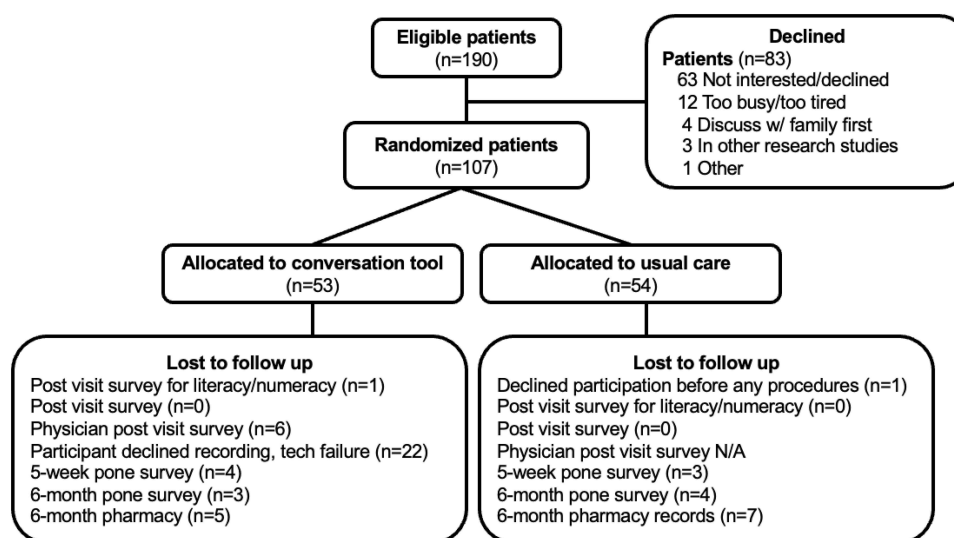 Eligible patients
(n=190)
Declined
Patients (n=83)
63 Not interested/declined
12 Too busy/too tired
4 Discuss w/ family first
3 In other research studies
1 Other
Randomized patients
(n=107)
Allocated to conversation tool
(n=53)
Allocated to usual care
(n=54)
Lost to follow up
Post visit survey for literacy/numeracy (n=1)
Post visit survey (n=0)
Physician post visit survey (n=6)
Participant declined recording, tech failure (n=22)
5-week pone survey (n=4)
6-month pone survey (n=3)
6-month pharmacy (n=5)
Lost to follow up
Declined participation before any procedures (n=1)
Post visit survey for literacy/numeracy (n=0)
Post visit survey (n=0)
Physician post visit survey N/A
5-week pone survey (n=3)
6-month pone survey (n=4)
6-month pharmacy records (n=7)